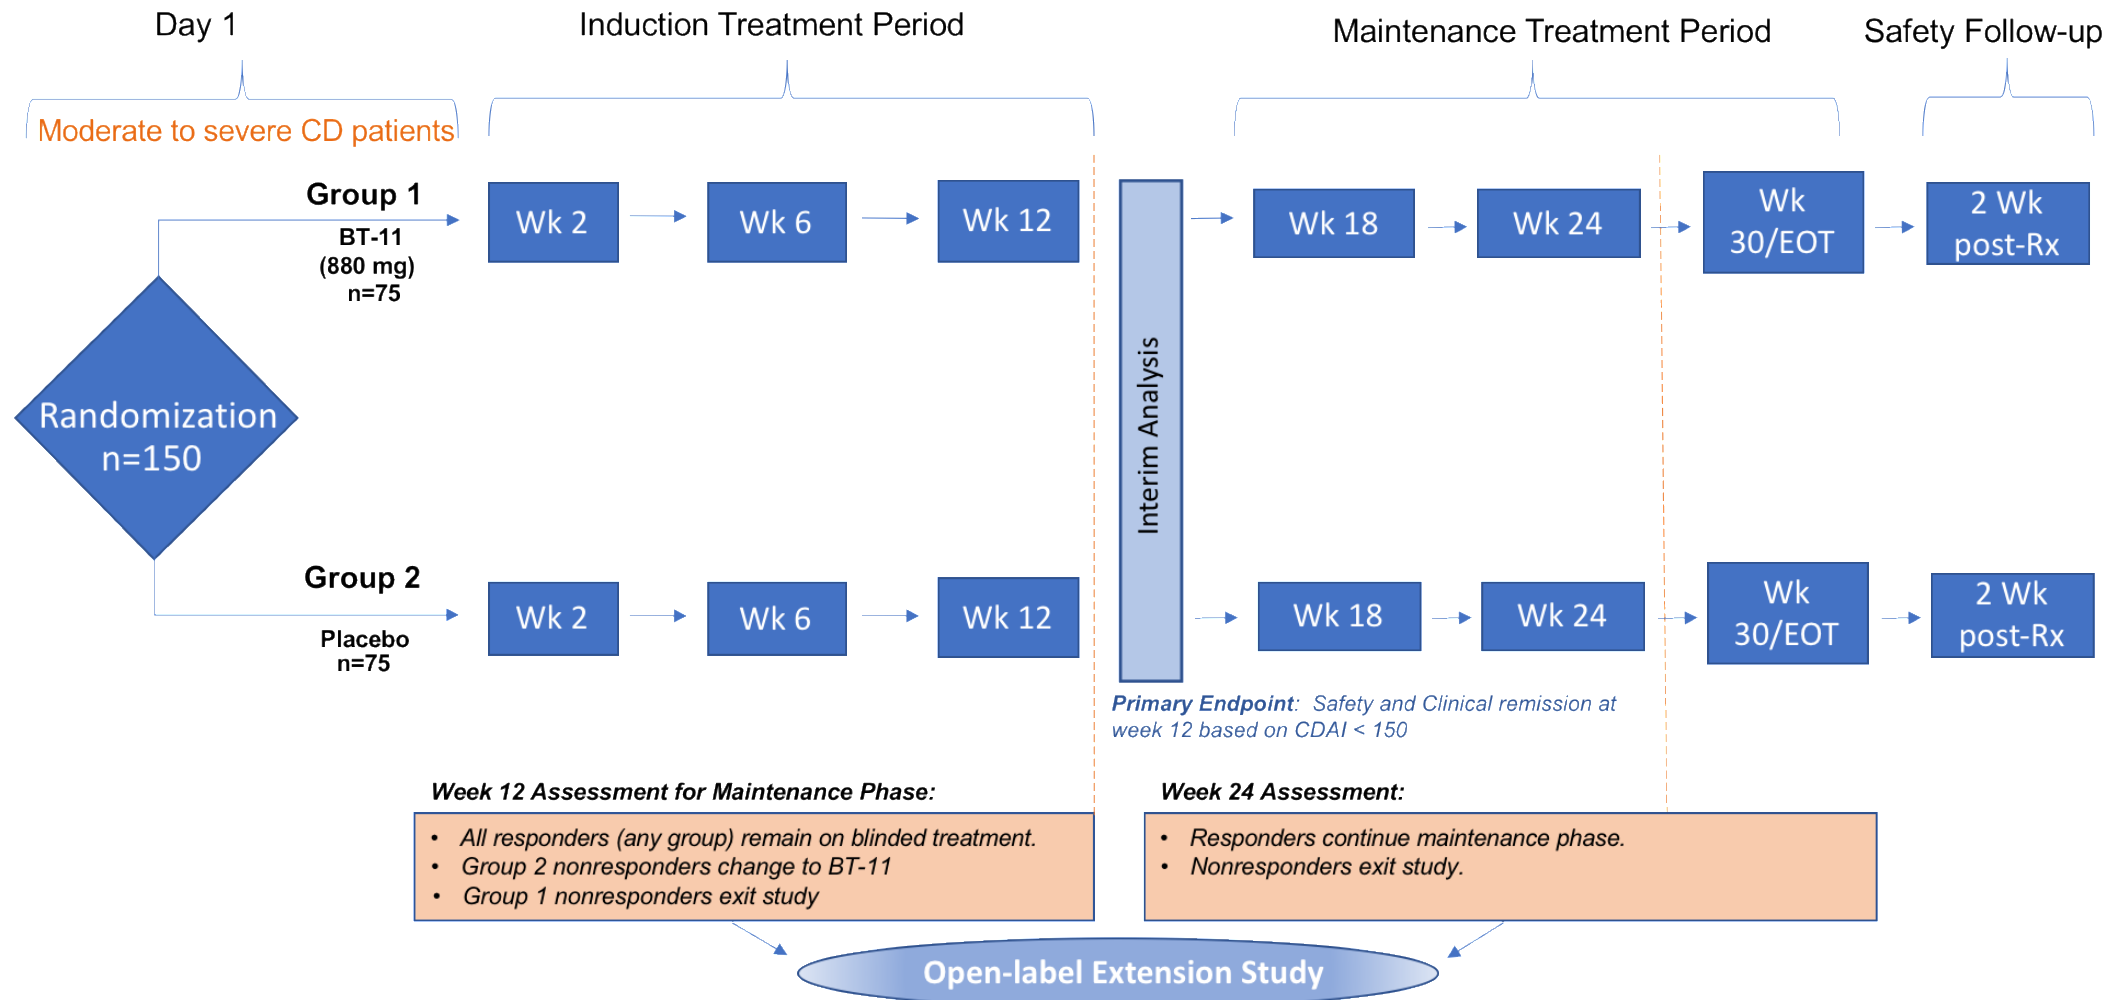 Day 1
Induction Treatment Period
Maintenance Treatment Period
Safety Follow-up
Moderate to severe CD patients
Group 1
BT-11
(880 mg)
n=75
Wk 2
Wk 6
Wk 12
Wk 18
Wk 24
Wk
30/EOT
2 Wk
post-Rx
Randomization
n=150
Interim Analysis
Group 2
Placebo
n=75
Wk 2
Wk 6
Wk 12
Wk 18
Wk 24
Wk
30/EOT
2 Wk
post-Rx
Primary Endpoint: Safety and Clinical remission at
week 12 based on CDAI < 150
Week 12 Assessment for Maintenance Phase:
• All responders (any group) remain on blinded treatment.
• Group 2 nonresponders change to BT-11
• Group 1 nonresponders exit study
Week 24 Assessment:
• Responders continue maintenance phase.
• Nonresponders exit study.
Open-label Extension Study